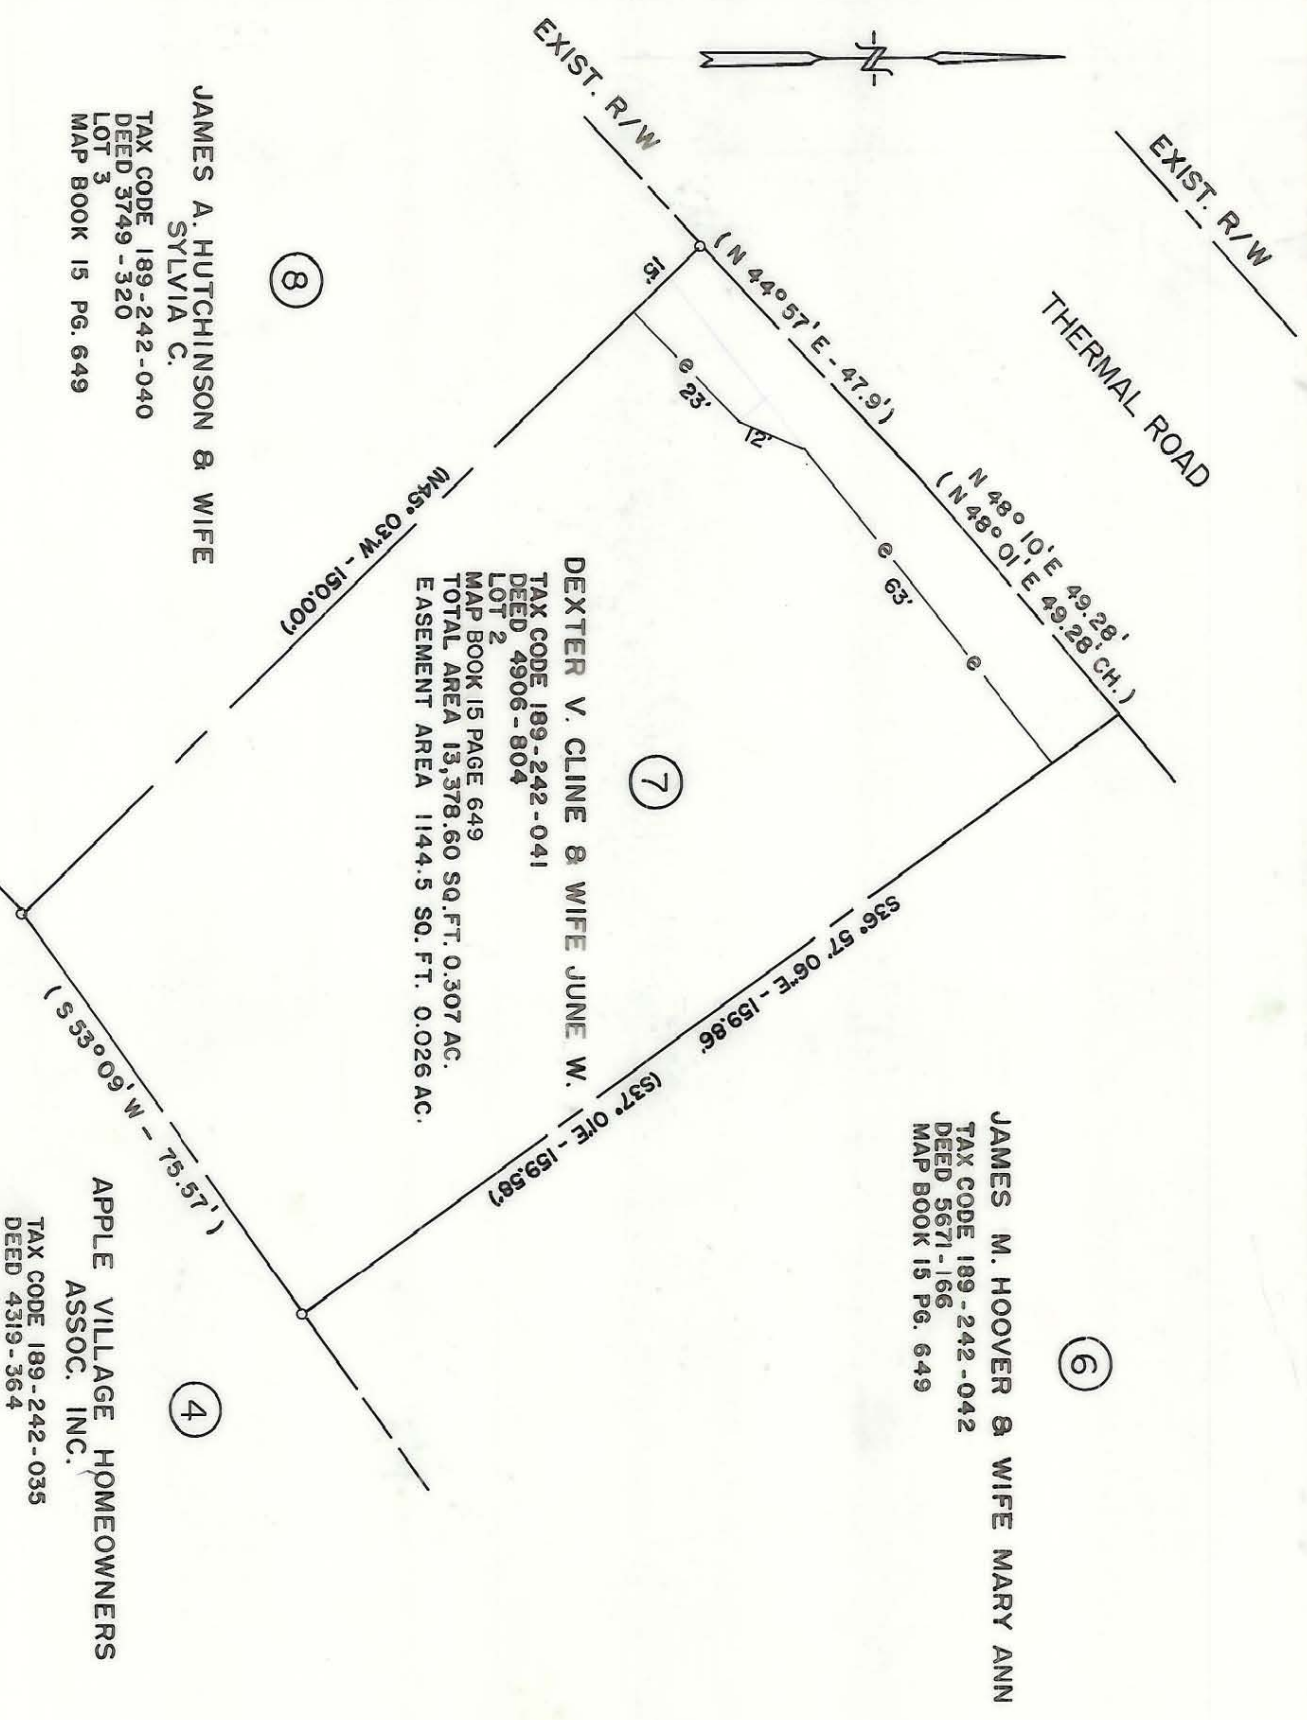 EXIST. R/W
THERMAL ROAD
EXIST. R/W
N
(N 44° 57' E - 47.9')
N 48° 10' E 49.28'
(N 48° 01' E 49.28' CH.)
15'
e
23'
12'
e
63'
e
8
JAMES A. HUTCHINSON & WIFE
SYLVIA C.
TAX CODE 189-242-040
DEED 3749-320
LOT 3
MAP BOOK 15 PG. 649
(N45° 03'W - 150.00')
7
DEXTER V. CLINE & WIFE JUNE W.
TAX CODE 189-242-041
DEED 4906-804
LOT 2
MAP BOOK 15 PAGE 649
TOTAL AREA 13,378.60 SQ.FT. 0.307 AC.
EASEMENT AREA 1144.5 SQ. FT. 0.026 AC.
S36° 57' 06"E - 159.86'
(S37° 01'E - 159.58')
6
JAMES M. HOOVER & WIFE MARY ANN
TAX CODE 189-242-042
DEED 5671-166
MAP BOOK 15 PG. 649
(S 53° 09' W - 75.57')
4
APPLE VILLAGE HOMEOWNERS
ASSOC. INC.
TAX CODE 189-242-035
DEED 4319-364